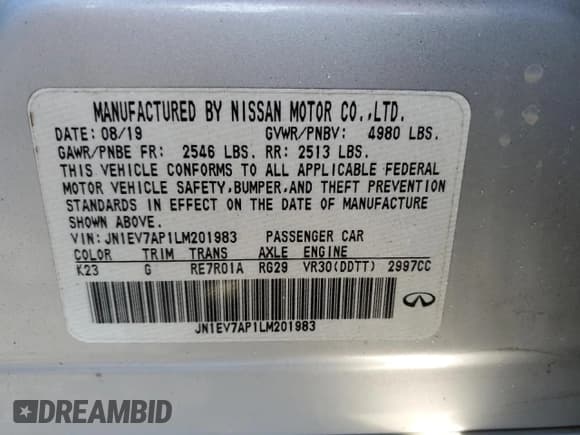 MANUFACTURED BY NISSAN MOTOR CO.,LTD.
DATE: 08/19 GVWR/PNBV: 4980 LBS.
GAWR/PNBE FR: 2546 LBS. RR: 2513 LBS.
THIS VEHICLE CONFORMS TO ALL APPLICABLE FEDERAL
MOTOR VEHICLE SAFETY,BUMPER,AND THEFT PREVENTION
STANDARDS IN EFFECT ON THE DATE OF MANUFACTURE
SHOWN ABOVE.
VIN: JN1EV7AP1LM201983 PASSENGER CAR
COLOR TRIM TRANS AXLE ENGINE
K23 G RE7R01A RG29 VR30(DDTT) 2997CC
JN1EV7AP1LM201983
DREAMBID